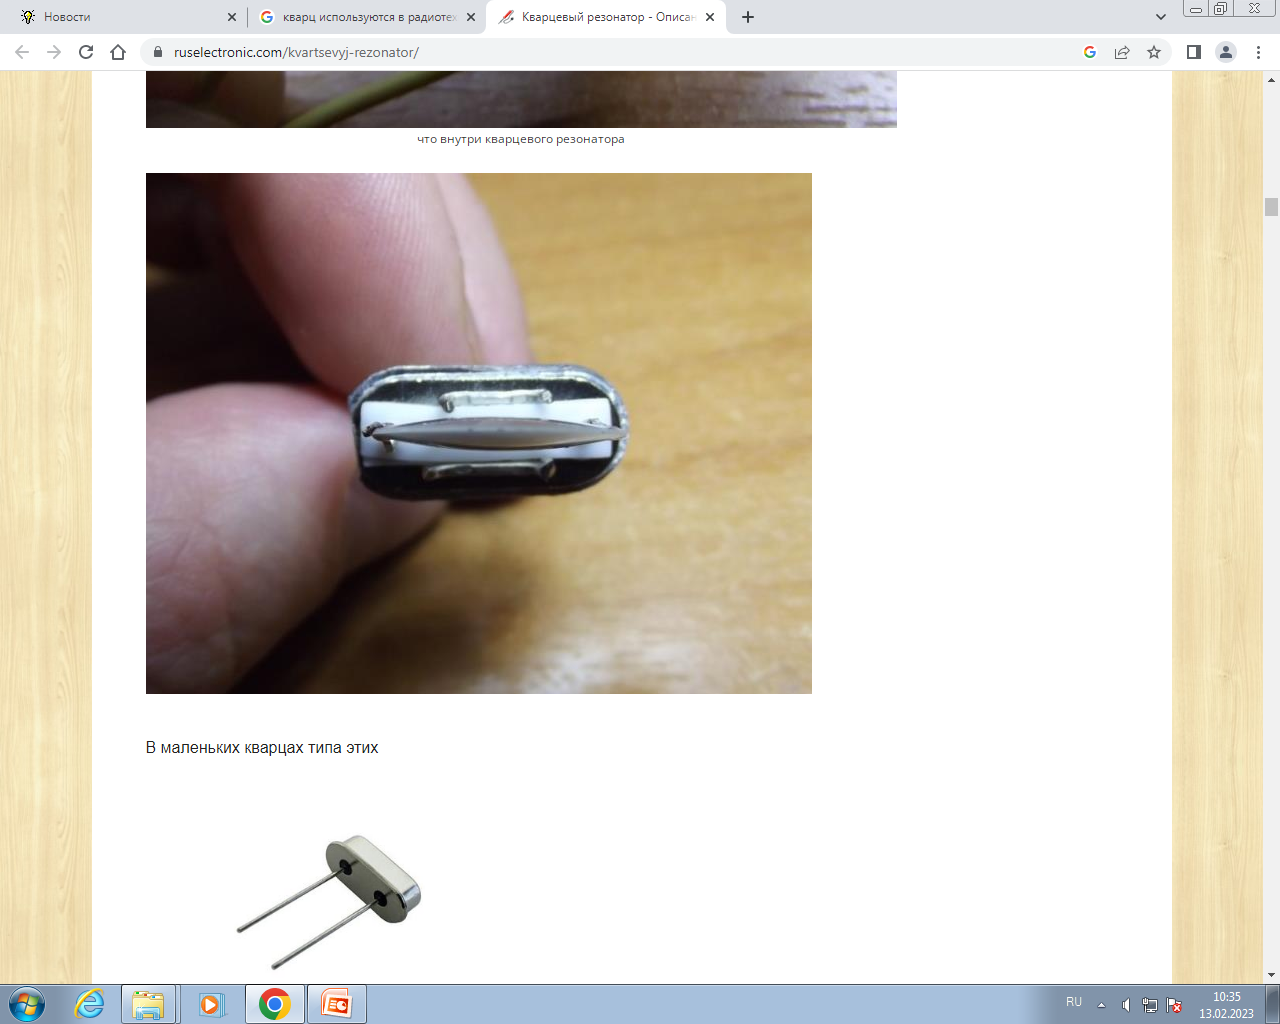 Новости
кварц используются в радиотех
Кварцевый резонатор - Описан
ruselectronic.com/kvartsevyj-rezonator/
что внутри кварцевого резонатора
В маленьких кварцах типа этих
RU
10:35
13.02.2023